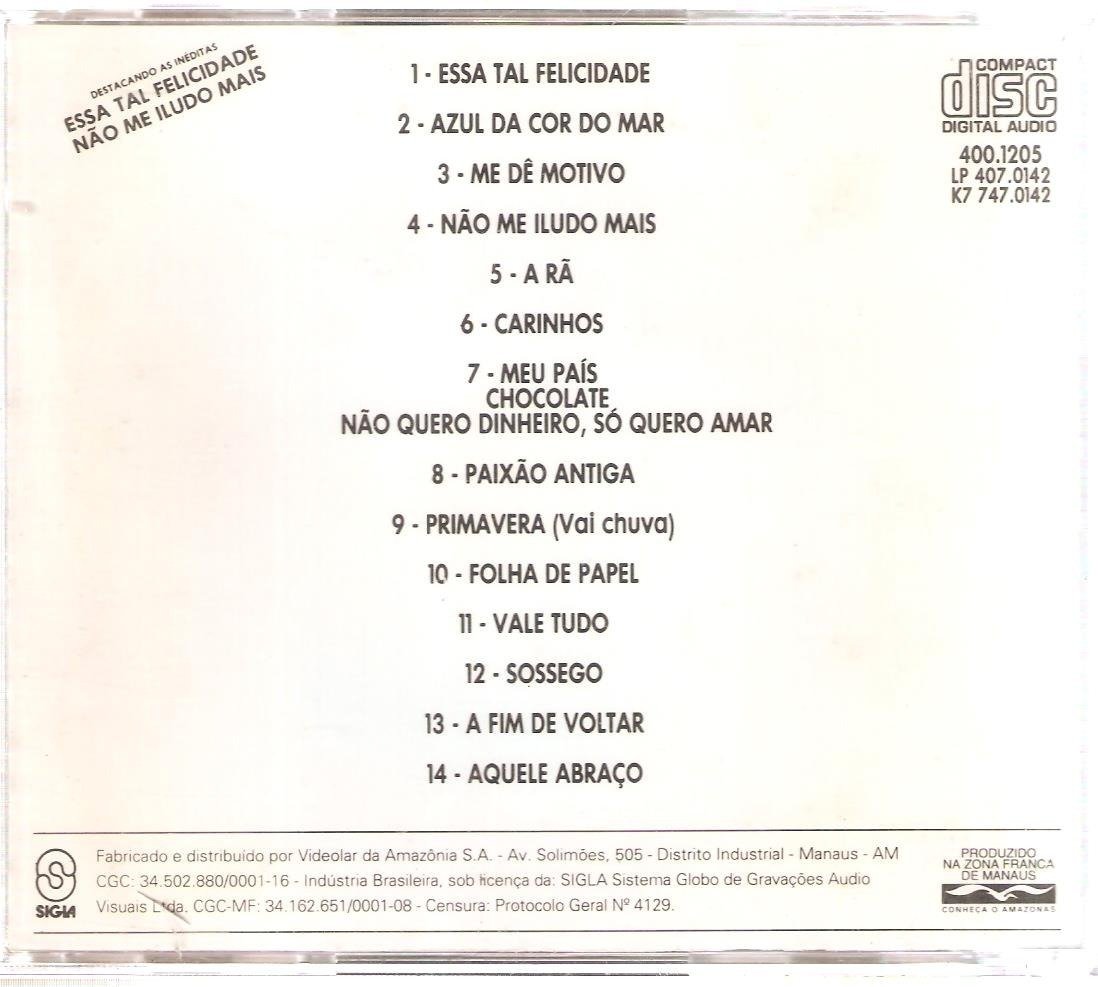 DESTACANDO AS INÉDITAS
ESSA TAL FELICIDADE
NÃO ME ILUDO MAIS
1 - ESSA TAL FELICIDADE
2 - AZUL DA COR DO MAR
3 - ME DÊ MOTIVO
4 - NÃO ME ILUDO MAIS
5 - A RÃ
6 - CARINHOS
7 - MEU PAÍS
CHOCOLATE
NÃO QUERO DINHEIRO, SÓ QUERO AMAR
8 - PAIXÃO ANTIGA
9 - PRIMAVERA (Vai chuva)
10 - FOLHA DE PAPEL
11 - VALE TUDO
12 - SOSSEGO
13 - A FIM DE VOLTAR
14 - AQUELE ABRAÇO
COMPACT
disc
DIGITAL AUDIO
400.1205
LP 407.0142
K7 747.0142
SIGLA
Fabricado e distribuído por Videolar da Amazônia S.A. - Av. Solimões, 505 - Distrito Industrial - Manaus - AM
CGC: 34.502.880/0001-16 - Indústria Brasileira, sob licença da: SIGLA Sistema Globo de Gravações Audio
Visuais Ltda. CGC-MF: 34.162.651/0001-08 - Censura: Protocolo Geral Nº 4129.
PRODUZIDO
NA ZONA FRANCA
DE MANAUS
CONHEÇA O AMAZONAS